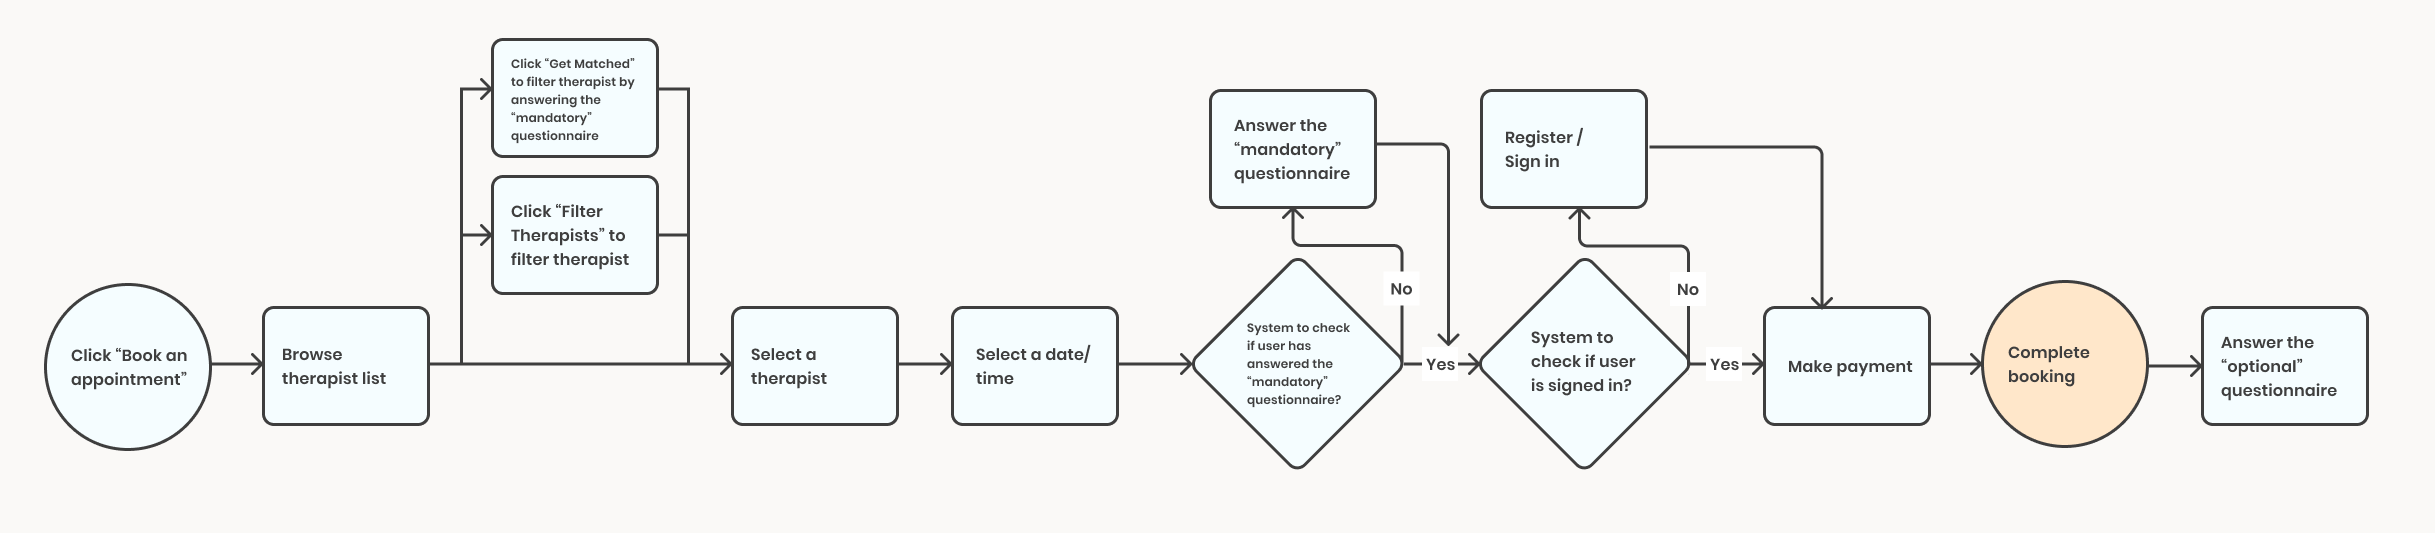 Click “Book an
appointment”
Browse
therapist list
Click “Get Matched”
to filter therapist by
answering the
“mandatory”
questionnaire
Click “Filter
Therapists” to
filter therapist
Select a
therapist
Select a date/
time
System to check
if user has
answered the
“mandatory”
questionnaire?
No
Answer the
“mandatory”
questionnaire
Yes
System to
check if user
is signed in?
No
Register /
Sign in
Yes
Make payment
Complete
booking
Answer the
“optional”
questionnaire